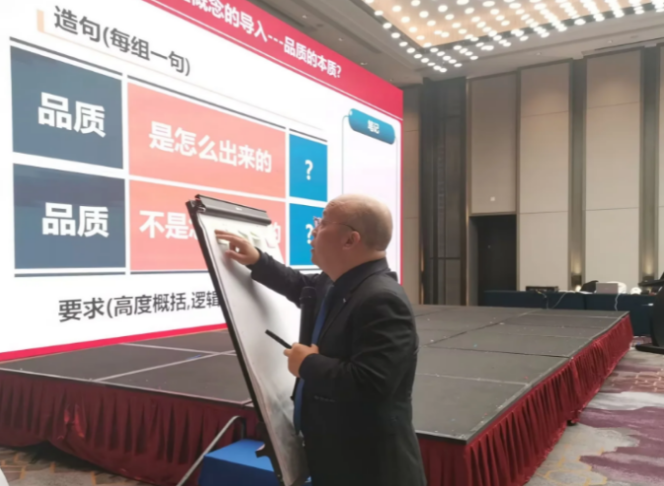 概念的导入---品质的本质?
造句(每组一句)
笔记
品质 是怎么出来的 ?
品质 不是 的 ?
要求(高度概括,逻辑